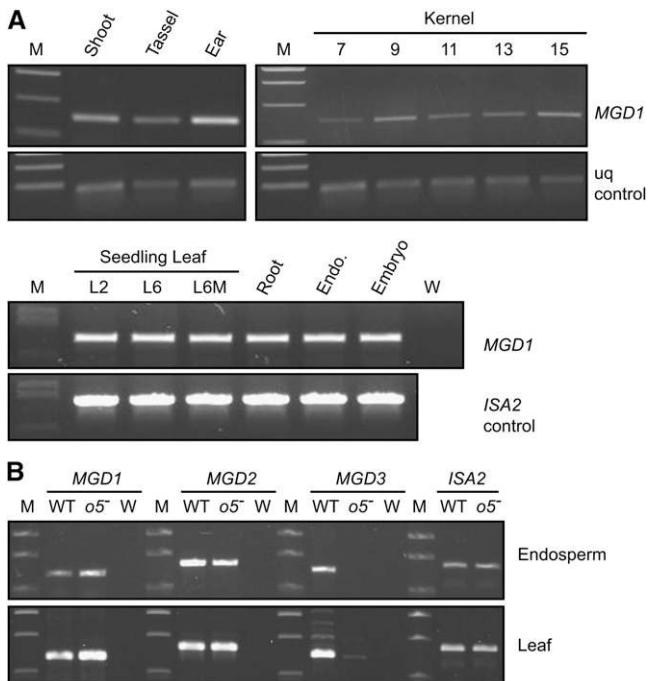 A
M Shoot Tassel Ear
Kernel
M 7 9 11 13 15
MGD1
uq
control
Seedling Leaf
M L2 L6 L6M Root Endo. Embryo W
MGD1
ISA2
control
B
MGD1 MGD2 MGD3 ISA2
M WT o5- W M WT o5- W M WT o5- W M WT o5-
Endosperm
Leaf